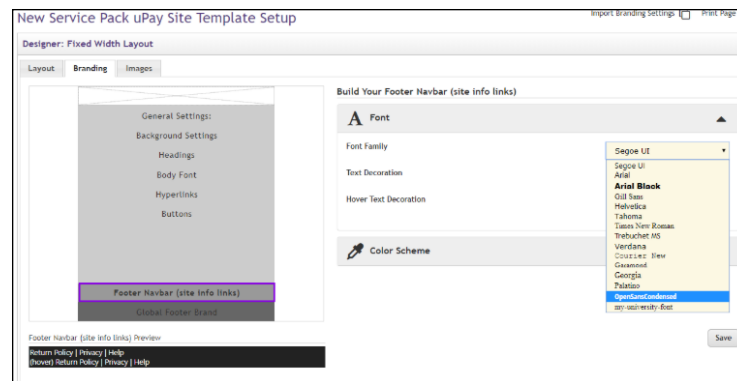 New Service Pack uPay Site Template Setup
Import Branding Settings Print Page
Designer: Fixed Width Layout
Layout Branding Images
Build Your Footer Navbar (site info links)
General Settings:
Background Settings
Headings
Body Font
Hyperlinks
Buttons
Footer Navbar (site info links)
Global Footer Brand
A Font
Font Family
Text Decoration
Hover Text Decoration
Segoe UI
Segoe UI
Arial
Arial Black
Gill Sans
Helvetica
Tahoma
Times New Roman
Trebuchet MS
Verdana
Courier New
Garamond
Georgia
Palatino
OpenSansCondensed
my-university-font
Color Scheme
Footer Navbar (site info links) Preview
Return Policy | Privacy | Help
(hover) Return Policy | Privacy | Help
Save